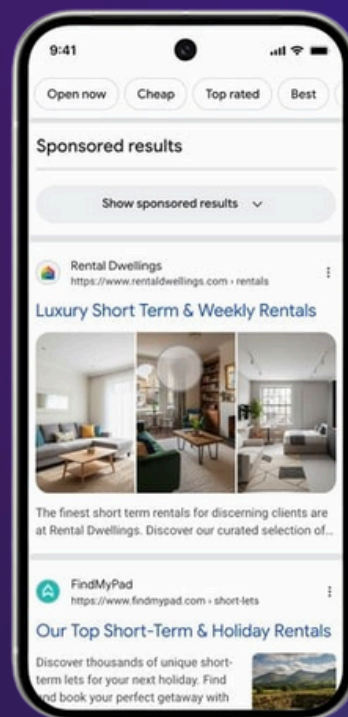 9:41
Open now Cheap Top rated Best
Sponsored results
Show sponsored results
Rental Dwellings
https://www.rentaldwellings.com › rentals
Luxury Short Term & Weekly Rentals
The finest short term rentals for discerning clients are
at Rental Dwellings. Discover our curated selection of...
FindMyPad
https://www.findmypad.com › short-lets
Our Top Short-Term & Holiday Rentals
Discover thousands of unique short-
term lets for your next holiday. Find
and book your perfect getaway with